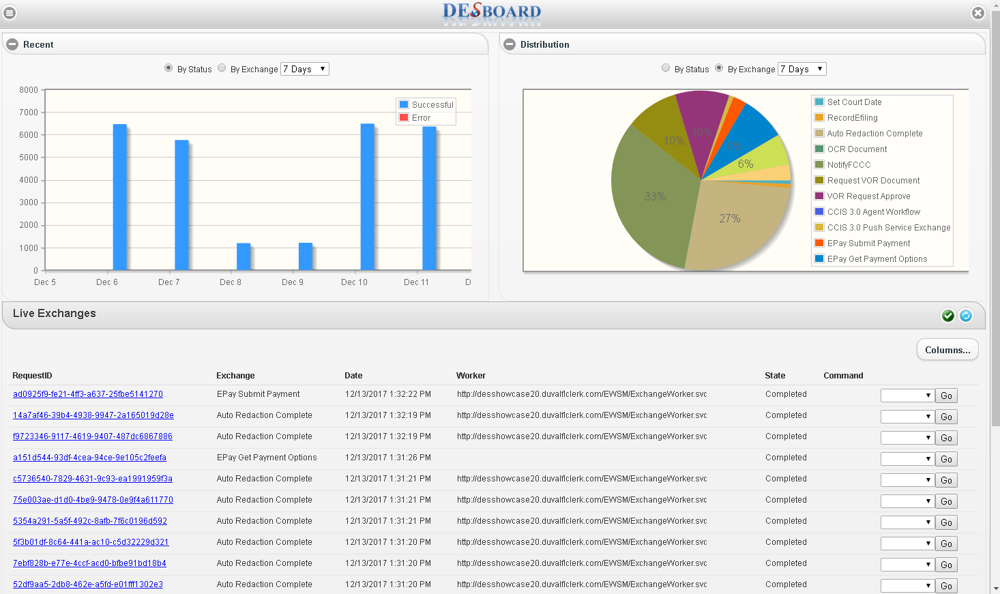 DESBOARD
Recent
By Status By Exchange 7 Days
8000
7000
6000
5000
4000
3000
2000
1000
0
Successful
Error
Dec 5 Dec 6 Dec 7 Dec 8 Dec 9 Dec 10 Dec 11 D
Distribution
By Status By Exchange 7 Days
10%
10%
6%
33%
27%
Set Court Date
RecordEfiling
Auto Redaction Complete
OCR Document
NotifyFCCC
Request VOR Document
VOR Request Approve
CCIS 3.0 Agent Workflow
CCIS 3.0 Push Service Exchange
EPay Submit Payment
EPay Get Payment Options
Live Exchanges
Columns...
RequestID Exchange Date Worker State Command
ad0925f9-fe21-4ff3-a637-25fbe5141270 EPay Submit Payment 12/13/2017 1:32:22 PM http://desshowcase20.duvalflclerk.com/EWSM/ExchangeWorker.svc Completed Go
14a7af46-39b4-4938-9947-2a165019d28e Auto Redaction Complete 12/13/2017 1:32:19 PM http://desshowcase20.duvalflclerk.com/EWSM/ExchangeWorker.svc Completed Go
f9723346-9117-4619-9407-487dc6867886 Auto Redaction Complete 12/13/2017 1:32:19 PM http://desshowcase20.duvalflclerk.com/EWSM/ExchangeWorker.svc Completed Go
a151d544-93df-4cea-94ce-9e105c2feefa EPay Get Payment Options 12/13/2017 1:31:26 PM Completed Go
c5736540-7829-4631-9c93-ea1991959f3a Auto Redaction Complete 12/13/2017 1:31:21 PM http://desshowcase20.duvalflclerk.com/EWSM/ExchangeWorker.svc Completed Go
75e003ae-d1d0-4be9-9478-0e9f4a611770 Auto Redaction Complete 12/13/2017 1:31:21 PM http://desshowcase20.duvalflclerk.com/EWSM/ExchangeWorker.svc Completed Go
5354a291-5a5f-492c-8afb-7f6c0196d592 Auto Redaction Complete 12/13/2017 1:31:21 PM http://desshowcase20.duvalflclerk.com/EWSM/ExchangeWorker.svc Completed Go
5f3b01df-8c64-441a-ac10-c5d32229d321 Auto Redaction Complete 12/13/2017 1:31:20 PM http://desshowcase20.duvalflclerk.com/EWSM/ExchangeWorker.svc Completed Go
7ebf828b-e77e-4ccf-acd0-bfbe91bd18b4 Auto Redaction Complete 12/13/2017 1:31:20 PM http://desshowcase20.duvalflclerk.com/EWSM/ExchangeWorker.svc Completed Go
52df9aa5-2db8-462e-a5fd-e01fff1302e3 Auto Redaction Complete 12/13/2017 1:31:20 PM http://desshowcase20.duvalflclerk.com/EWSM/ExchangeWorker.svc Completed Go